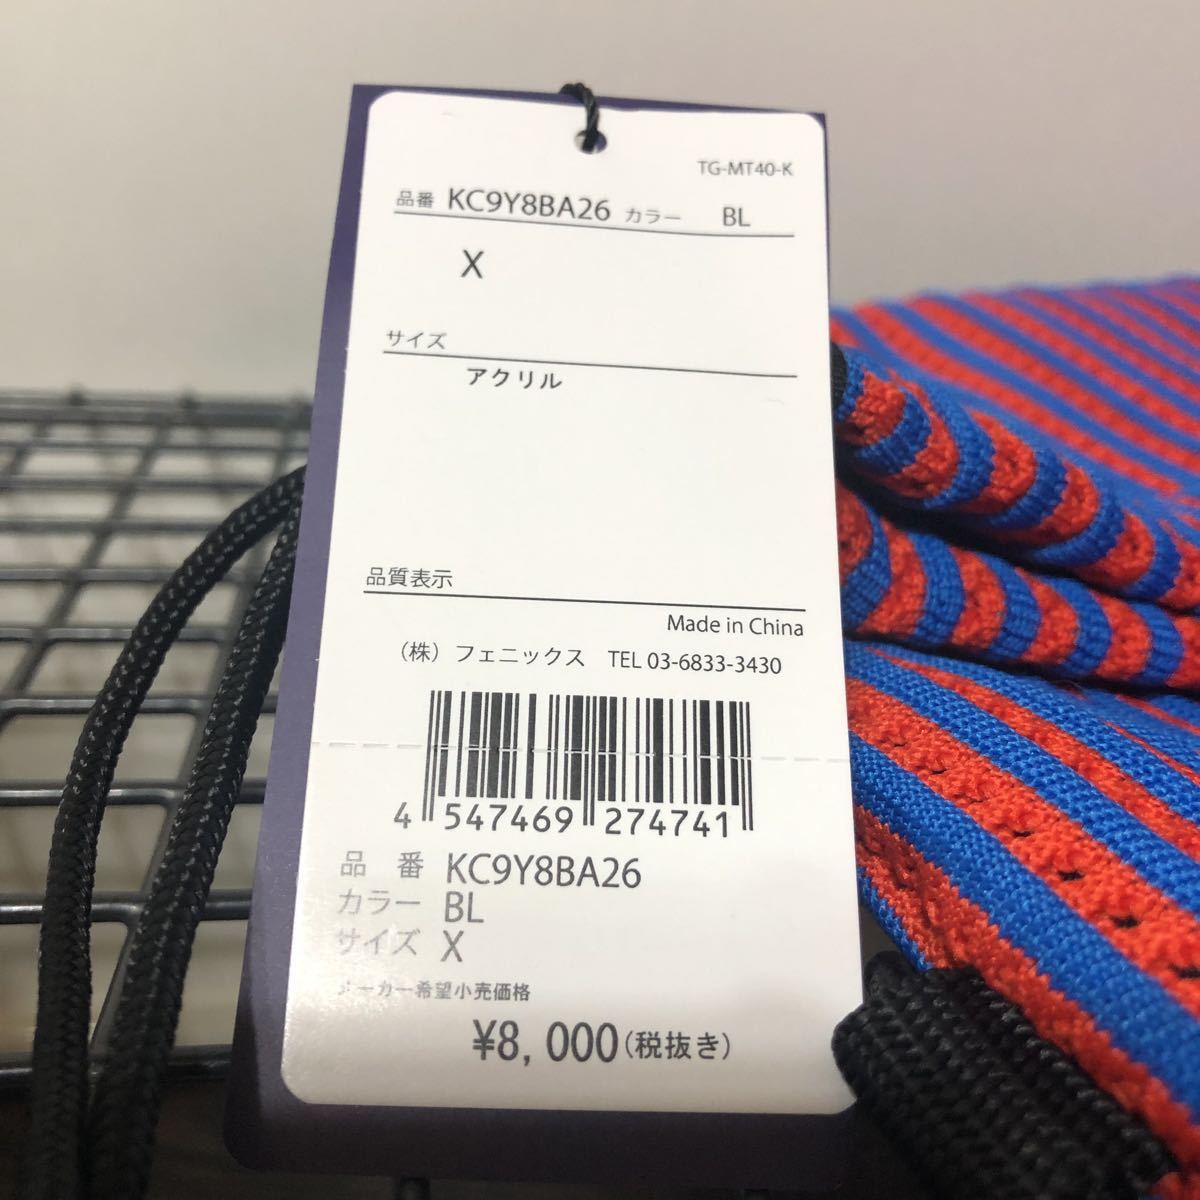 TG-MT40-K
品番 KC9Y8BA26 カラー BL
X
サイズ
アクリル
品質表示
Made in China
（株）フェニックス TEL 03-6833-3430
4 547469 274741
品番 KC9Y8BA26
カラー BL
サイズ X
メーカー希望小売価格
¥8,000(税抜き)